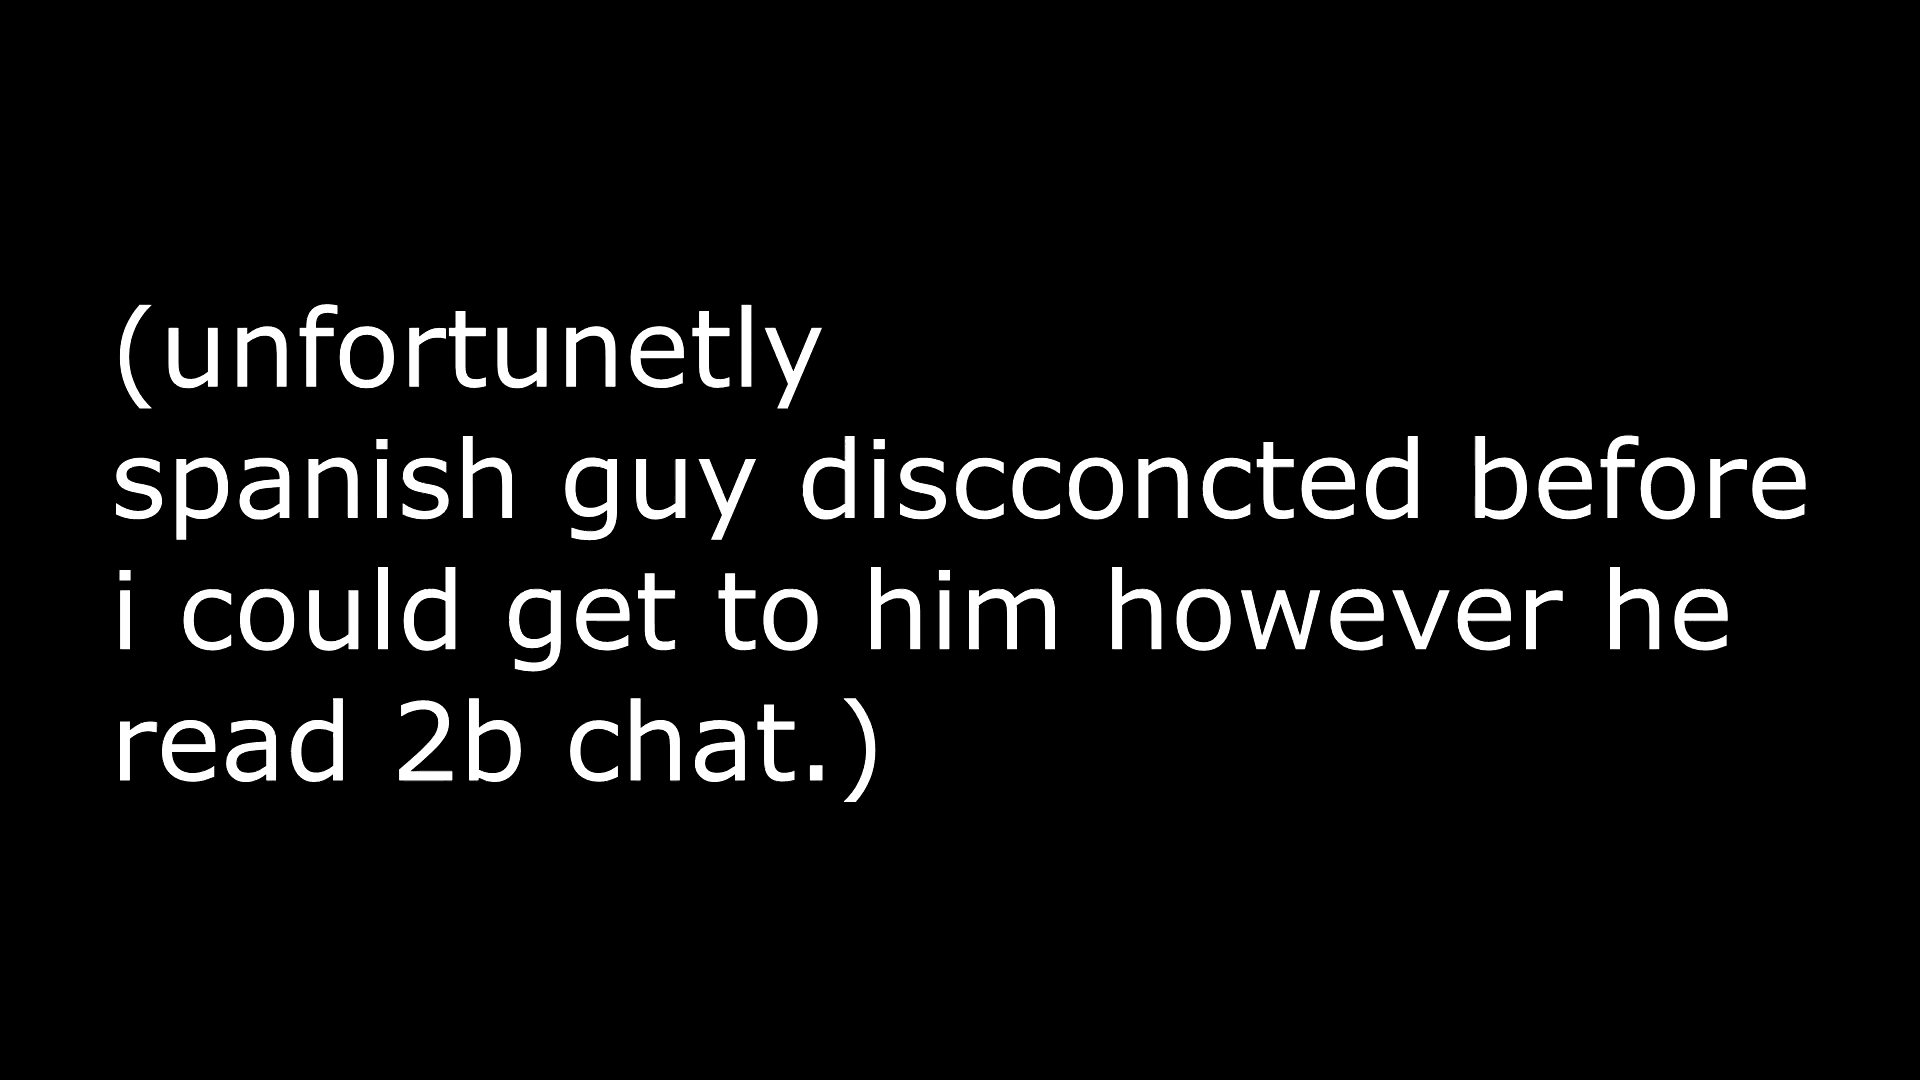 (unfortunetly
spanish guy discconcted before
i could get to him however he
read 2b chat.)